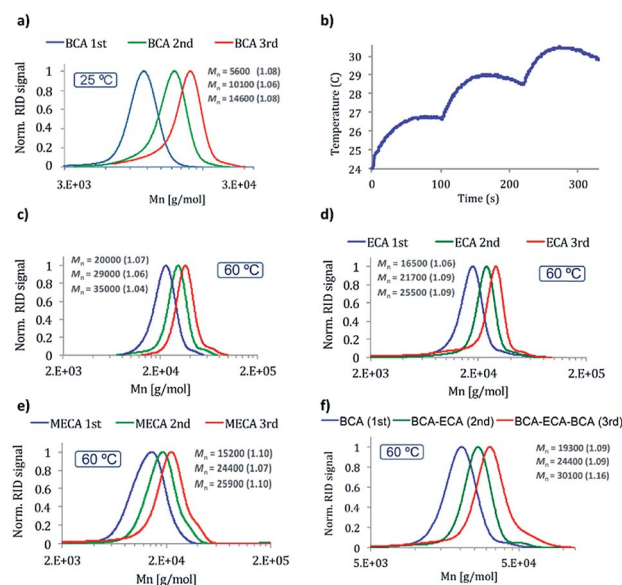 a)
BCA 1st BCA 2nd BCA 3rd
25 ºC
Mn = 5600 (1.08)
Mn = 10100 (1.06)
Mn = 14600 (1.08)
Norm. RID signal
1
0.8
0.6
0.4
0.2
0
3.E+03 3.E+04
Mn [g/mol]
b)
Temperature (C)
30
29
28
27
26
25
24
0 100 200 300
Time (s)
c)
Mn = 20000 (1.07)
Mn = 29000 (1.06)
Mn = 35000 (1.04)
60 ºC
Norm. RID signal
1
0.8
0.6
0.4
0.2
0
2.E+03 2.E+04 2.E+05
Mn [g/mol]
d)
ECA 1st ECA 2nd ECA 3rd
Mn = 16500 (1.06)
Mn = 21700 (1.09)
Mn = 25500 (1.09)
60 ºC
Norm. RID signal
1
0.8
0.6
0.4
0.2
0
2.E+03 2.E+04 2.E+05
Mn [g/mol]
e)
MECA 1st MECA 2nd MECA 3rd
60 ºC
Mn = 15200 (1.10)
Mn = 24400 (1.07)
Mn = 25900 (1.10)
Norm. RID signal
1
0.8
0.6
0.4
0.2
0
2.E+03 2.E+04 2.E+05
Mn [g/mol]
f)
BCA (1st) BCA-ECA (2nd) BCA-ECA-BCA (3rd)
60 ºC
Mn = 19300 (1.09)
Mn = 24400 (1.09)
Mn = 30100 (1.16)
Norm. RID signal
1
0.8
0.6
0.4
0.2
0
5.E+03 5.E+04
Mn [g/mol]